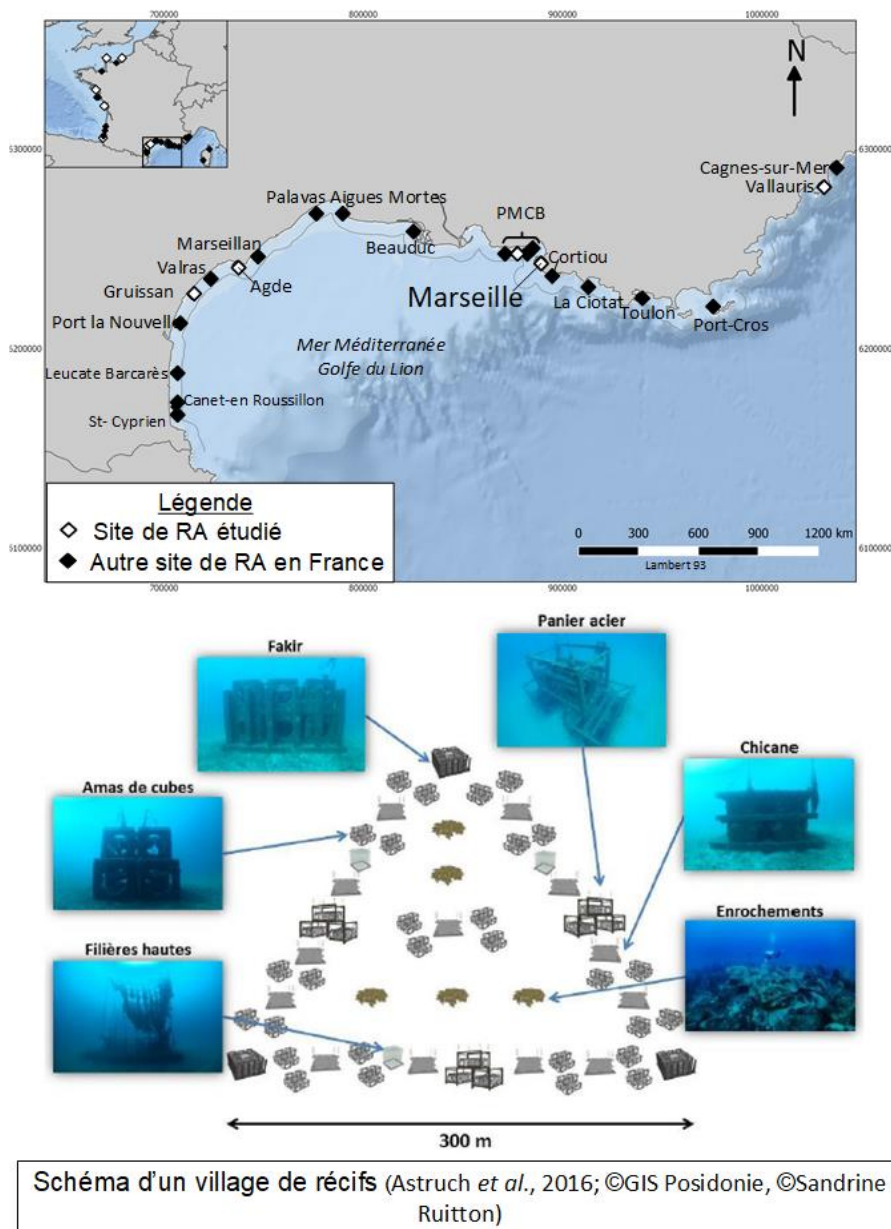 700000 800000 900000 1000000
N
6300000 6300000
Cagnes-sur-Mer
Vallauris
Palavas Aigues Mortes
PMCB
Beauduc
Marseillan
Cortiou
Valras
Agde
Marseille
Gruissan
La Ciotat
Toulon
Port-Cros
Port la Nouvell
Mer Méditerranée
Golfe du Lion
6200000 6200000
Leucate Barcarès
Canet-en Roussillon
St- Cyprien
Légende
Site de RA étudié
Autre site de RA en France
0 300 600 900 1200 km
Lambert 93
6100000 6100000
700000 800000 900000 1000000
Fakir
Panier acier
Amas de cubes
Chicane
Filières hautes
Enrochements
300 m
Schéma d'un village de récifs (Astruch et al., 2016; ©GIS Posidonie, ©Sandrine
Ruitton)